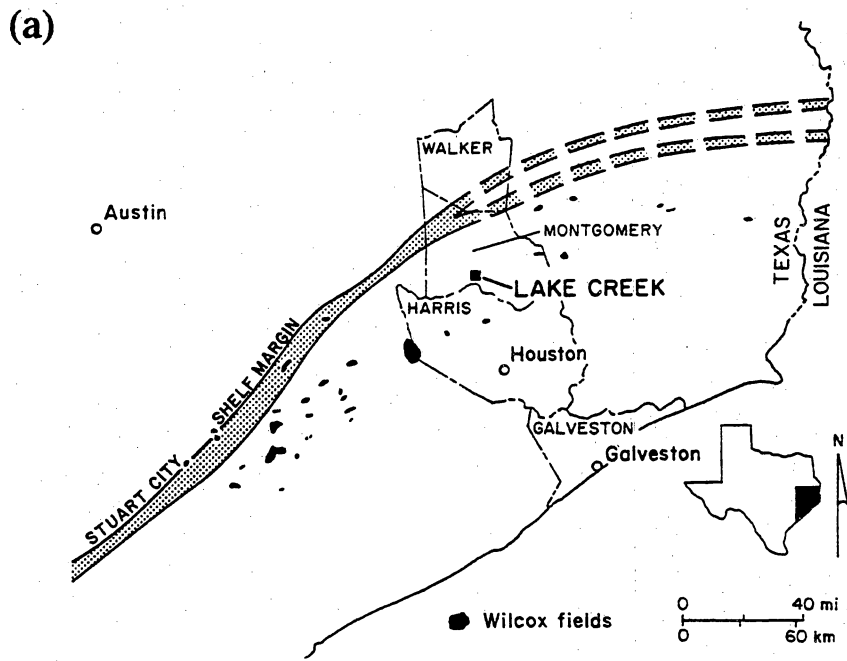 (a)
WALKER
Austin
MONTGOMERY
TEXAS
LOUISIANA
LAKE CREEK
HARRIS
SHELF MARGIN
Houston
STUART CITY
GALVESTON
Galveston
N
Wilcox fields
0 40 mi
0 60 km